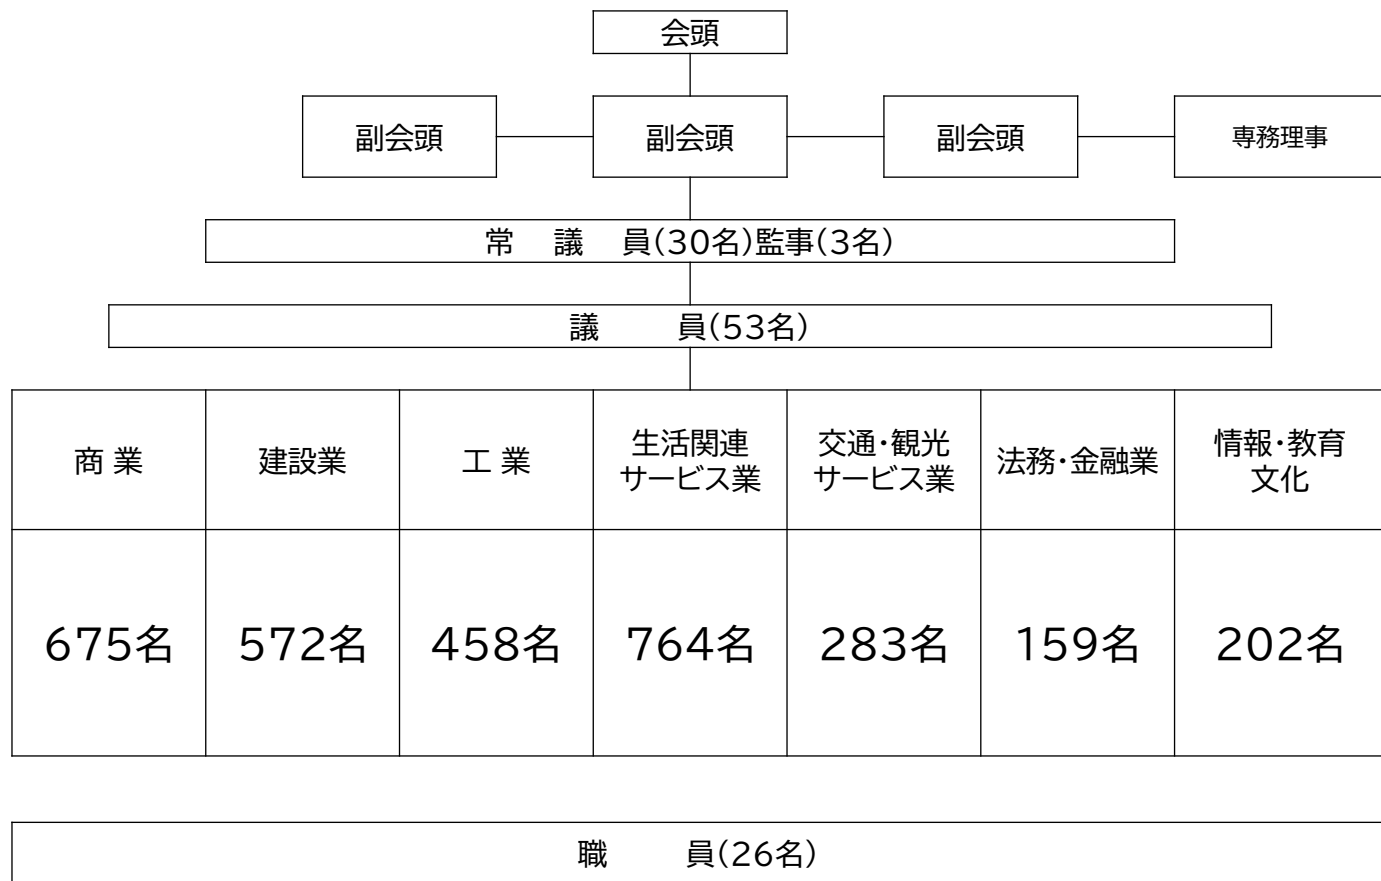 会頭
副会頭
副会頭
副会頭
専務理事
常 議 員(30名)監事(3名)
議 員(53名)
商 業
建設業
工 業
生活関連
サービス業
交通・観光
サービス業
法務・金融業
情報・教育
文化
675名
572名
458名
764名
283名
159名
202名
職 員(26名)